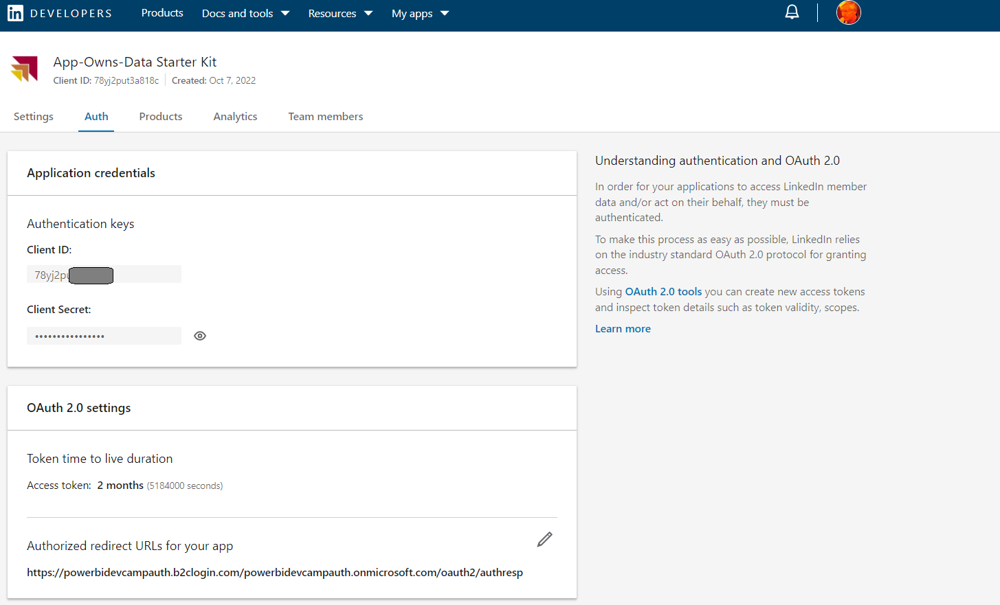 in DEVELOPERS Products Docs and tools Resources My apps
App-Owns-Data Starter Kit
Client ID: 78yj2put3a818c Created: Oct 7, 2022
Settings Auth Products Analytics Team members
Application credentials
Authentication keys
Client ID:
78yj2pu
Client Secret:
••••••••••••••••
OAuth 2.0 settings
Token time to live duration
Access token: 2 months (5184000 seconds)
Authorized redirect URLs for your app
https://powerbidevcampauth.b2clogin.com/powerbidevcampauth.onmicrosoft.com/oauth2/authresp
Understanding authentication and OAuth 2.0
In order for your applications to access LinkedIn member
data and/or act on their behalf, they must be
authenticated.
To make this process as easy as possible, LinkedIn relies
on the industry standard OAuth 2.0 protocol for granting
access.
Using OAuth 2.0 tools you can create new access tokens
and inspect token details such as token validity, scopes.
Learn more